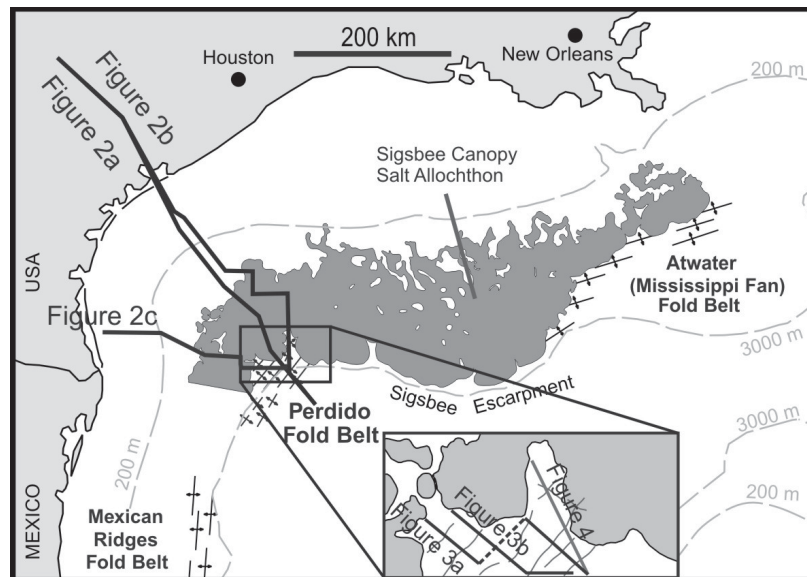 200 km
Houston
New Orleans
200 m
Figure 2b
Figure 2a
Sigsbee Canopy
Salt Allochthon
USA
Atwater
(Mississippi Fan)
Fold Belt
Figure 2c
3000 m
Sigsbee Escarpment
Perdido
Fold Belt
200 m
3000 m
200 m
MEXICO
Mexican
Ridges
Fold Belt
Figure 3a
Figure 3b
Figure 4